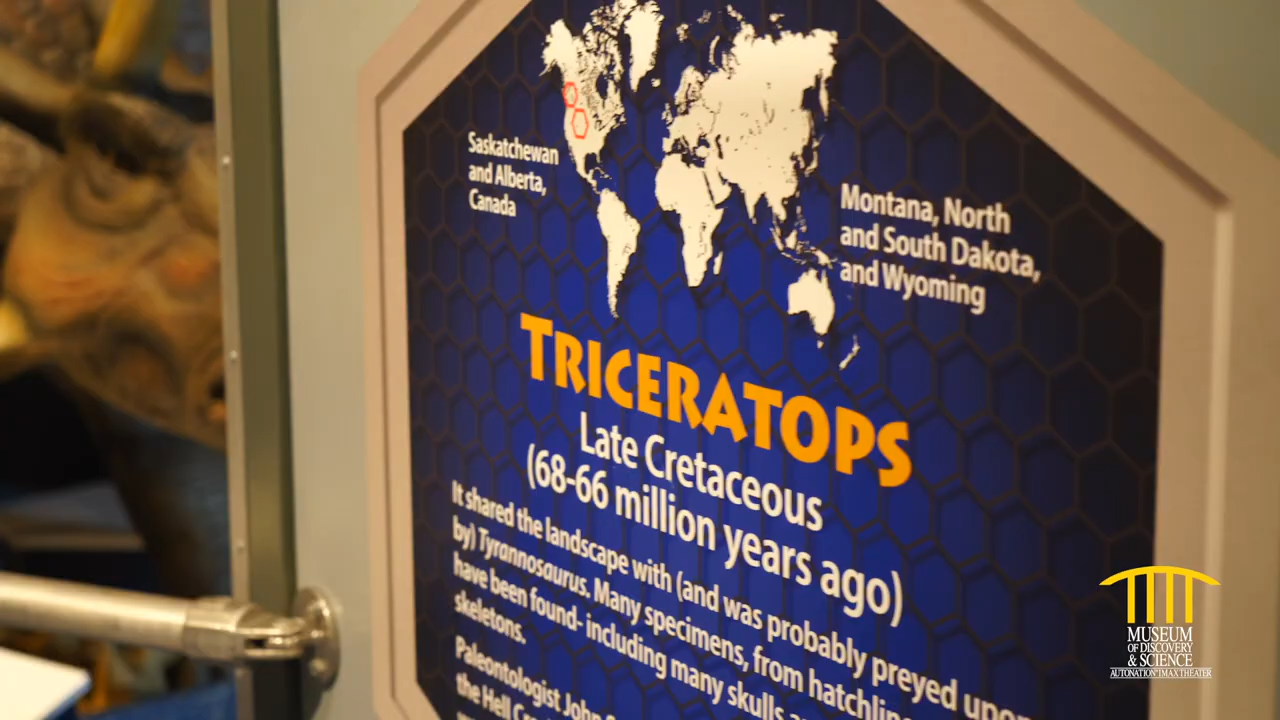 Saskatchewan
and Alberta,
Canada
Montana, North
and South Dakota,
and Wyoming
TRICERATOPS
Late Cretaceous
(68-66 million years ago)
It shared the landscape with (and was probably preyed upon
by) Tyrannosaurus. Many specimens, from
have been found- including many skulls
skeletons.
Paleontologist John
the Hell
MUSEUM
OF DISCOVERY
& SCIENCE
AUTONATION IMAX THEATER